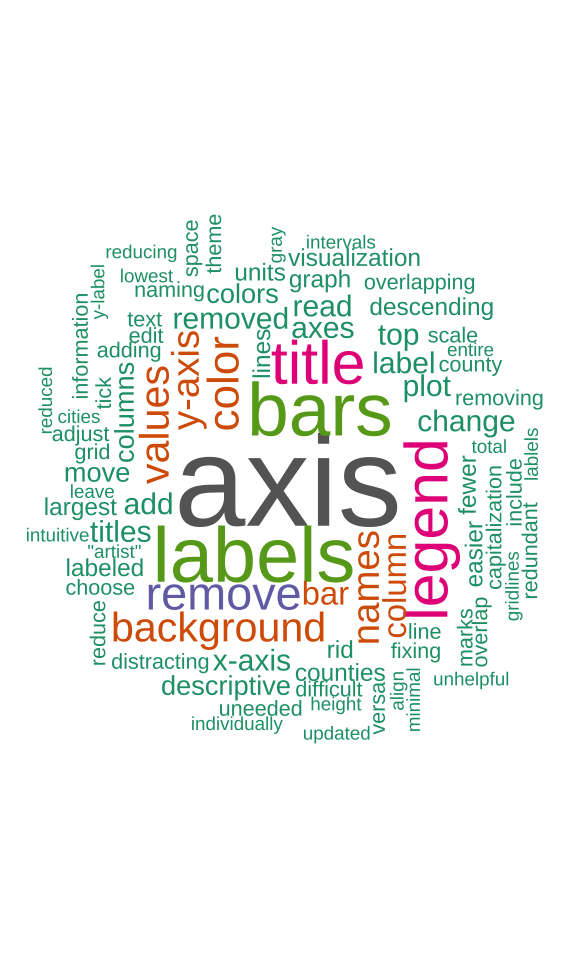 space
theme
gray
intervals
reducing
visualization
y-label
lowest
units
graph
overlapping
naming
colors
read
descending
information
text
removed
axes
edit
y-axis
color
lines
title
top
scale
adding
label
entire
county
reduced
tick
columns
values
bars
plot
removing
cities
change
adjust
axis
legend
total
lablels
grid
move
fewer
include
leave
largest
add
capitalization
intuitive
titles
labels
names
column
easier
redundant
"artist"
labeled
gridlines
choose
remove
bar
reduce
background
line
marks
overlap
rid
fixing
distracting
x-axis
counties
descriptive
difficult
versas
align
minimal
unhelpful
uneeded
height
individually
updated